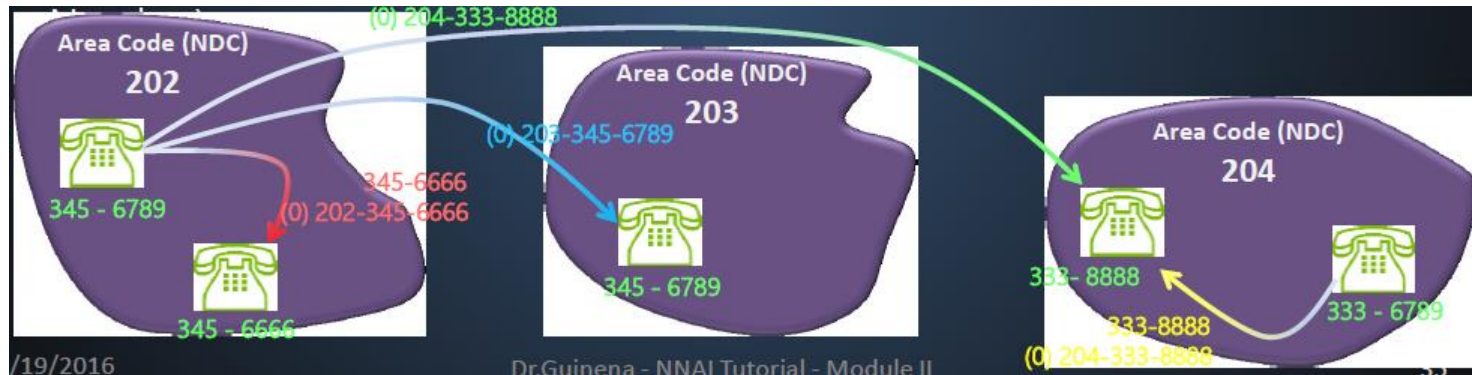 (0) 204-333-8888
Area Code (NDC)
202
345 - 6789
345-6666
(0) 202-345-6666
345 - 6666
Area Code (NDC)
203
(0) 203-345-6789
345 - 6789
Area Code (NDC)
204
333- 8888
333 - 6789
333-8888
(0) 204-333-8888
/19/2016
Dr.Guinena - NNAI Tutorial - Module II